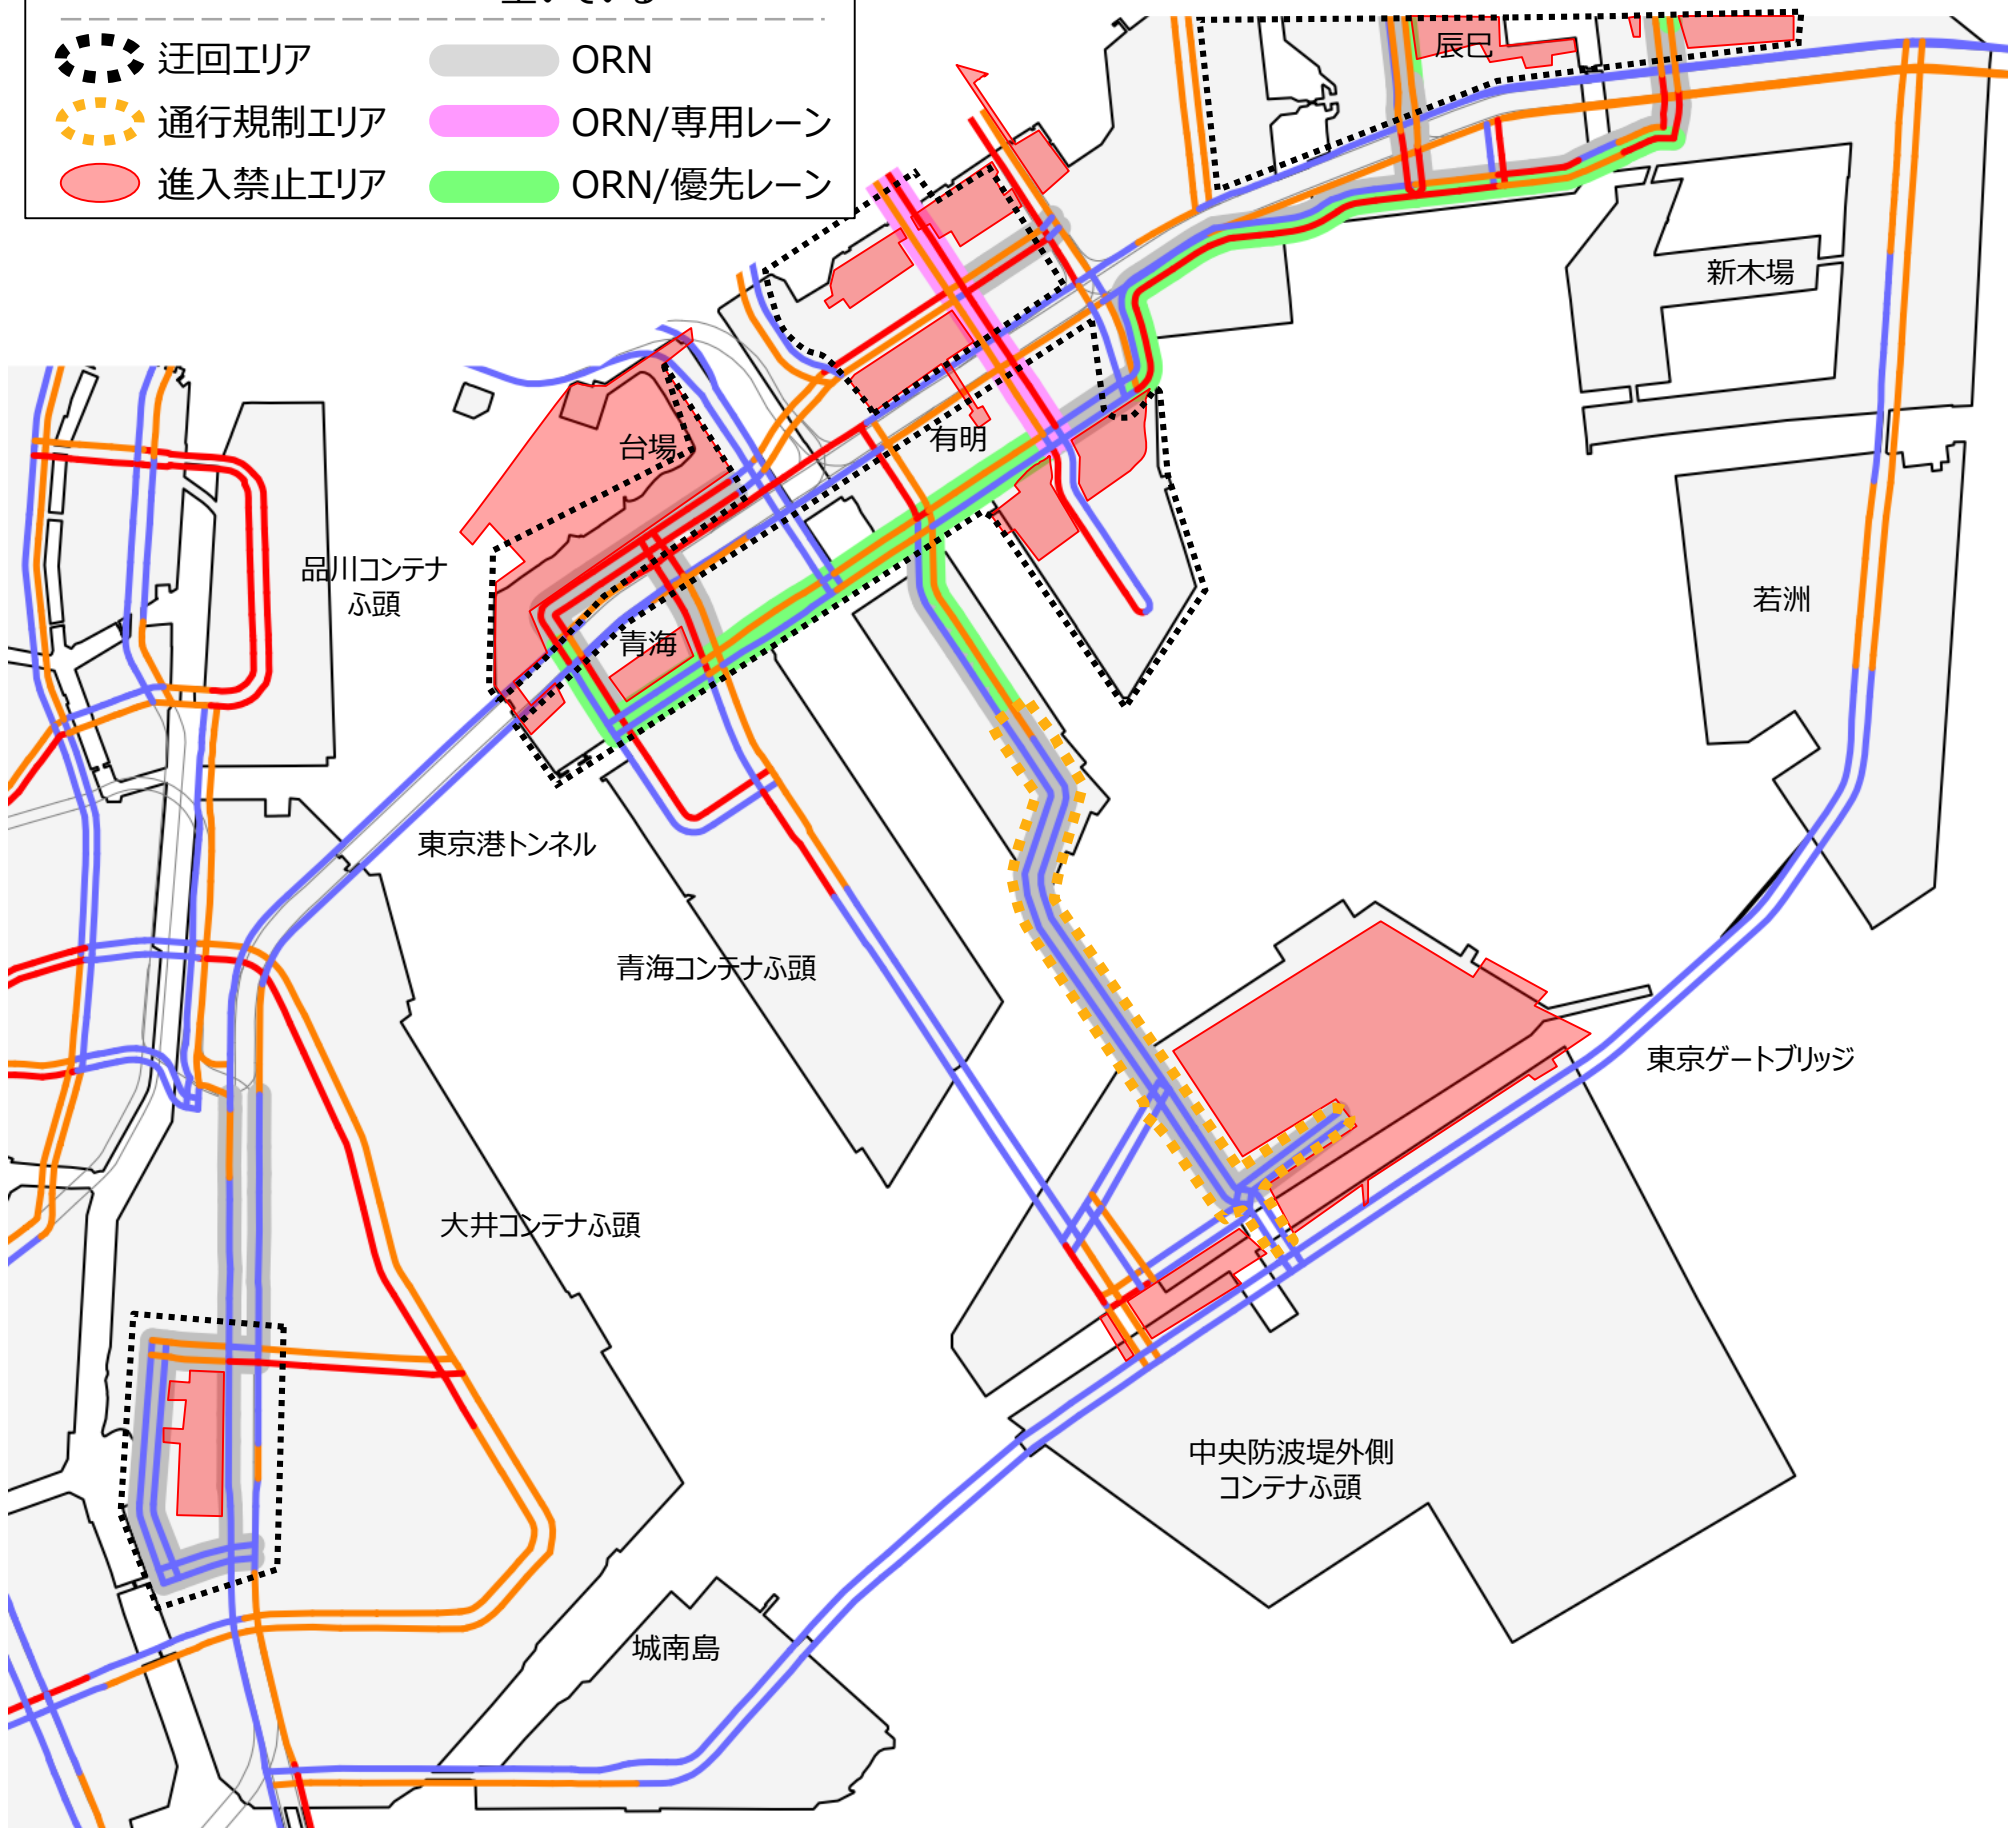 空いている
迂回エリア
ORN
通行規制エリア
ORN/専用レーン
進入禁止エリア
ORN/優先レーン
辰巳
新木場
台場
有明
品川コンテナ
ふ頭
若洲
青海
東京港トンネル
青海コンテナふ頭
東京ゲートブリッジ
大井コンテナふ頭
中央防波堤外側
コンテナふ頭
城南島